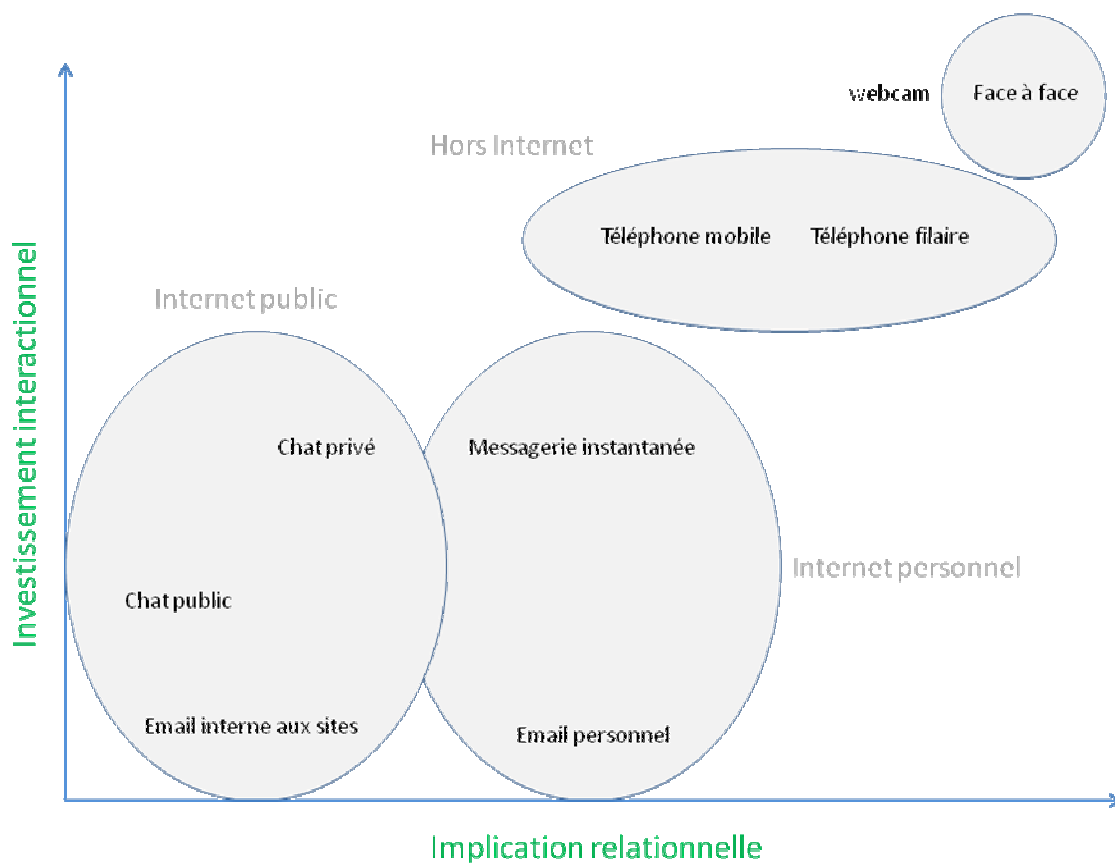 webcam
Face à face
Hors Internet
Téléphone mobile
Téléphone filaire
Internet public
Chat privé
Messagerie instantanée
Internet personnel
Chat public
Email interne aux sites
Email personnel
Investissement interactionnel
Implication relationnelle